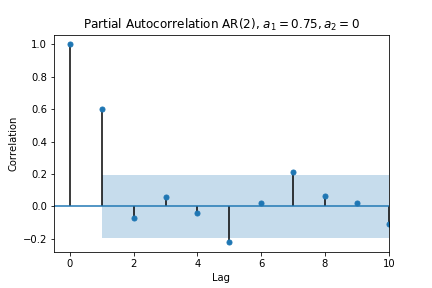 Partial Autocorrelation AR(2), a₁ = 0.75, a₂ = 0
Correlation
1.0
0.8
0.6
0.4
0.2
0.0
−0.2
0 2 4 6 8 10
Lag